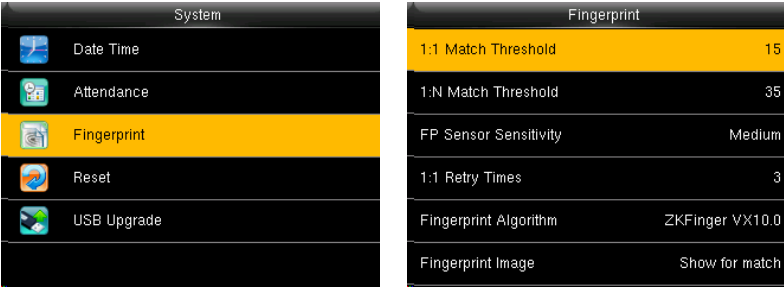 System
Date Time
Attendance
Fingerprint
Reset
USB Upgrade
Fingerprint
1:1 Match Threshold 15
1:N Match Threshold 35
FP Sensor Sensitivity Medium
1:1 Retry Times 3
Fingerprint Algorithm ZKFinger VX10.0
Fingerprint Image Show for match